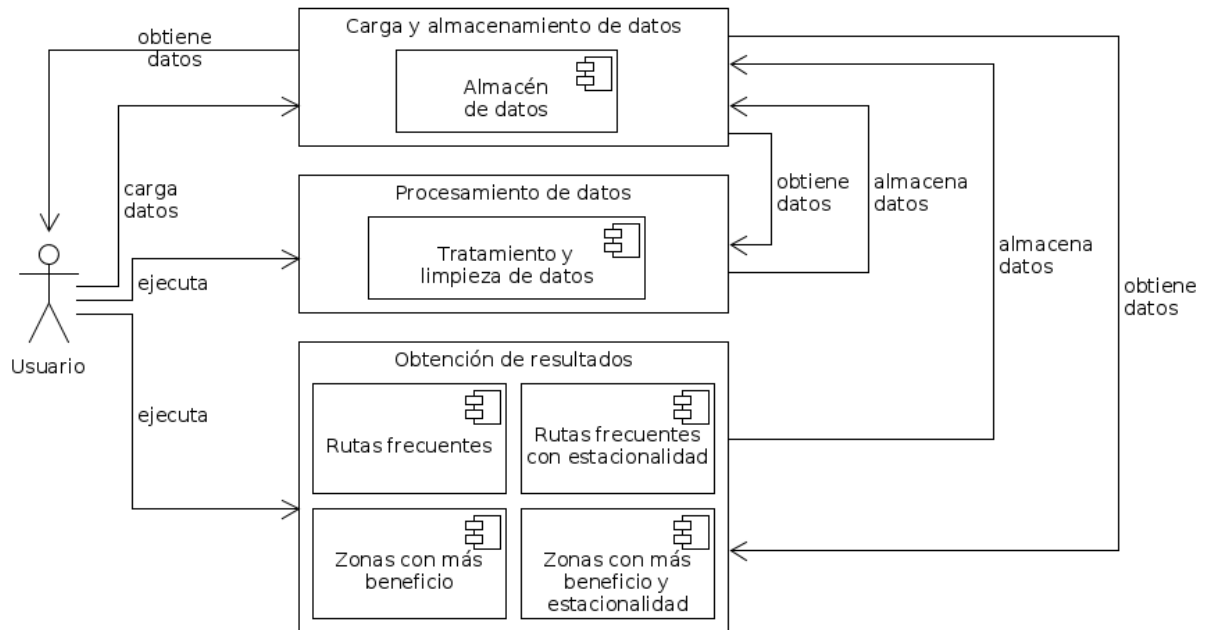 Carga y almacenamiento de datos
obtiene
datos
Almacén
de datos
carga
datos
Procesamiento de datos
obtiene
datos
almacena
datos
Tratamiento y
limpieza de datos
ejecuta
almacena
datos
obtiene
datos
Usuario
Obtención de resultados
ejecuta
Rutas frecuentes
Rutas frecuentes
con estacionalidad
Zonas con más
beneficio
Zonas con más
beneficio y
estacionalidad